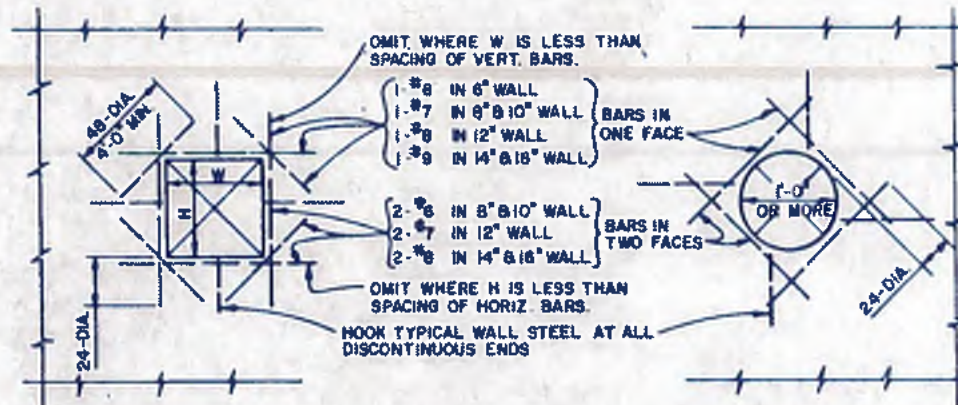 OMIT WHERE W IS LESS THAN
SPACING OF VERT. BARS.
1-#6 IN 6" WALL
1-#7 IN 8" & 10" WALL
1-#8 IN 12" WALL
1-#9 IN 14" & 16" WALL
BARS IN
ONE FACE
48-DIA.
4'-0" MIN.
W
H
1'-0"
OR MORE
2-#6 IN 8" & 10" WALL
2-#7 IN 12" WALL
2-#8 IN 14" & 16" WALL
BARS IN
TWO FACES
OMIT WHERE H IS LESS THAN
SPACING OF HORIZ. BARS.
24-DIA.
24-DIA.
HOOK TYPICAL WALL STEEL AT ALL
DISCONTINUOUS ENDS